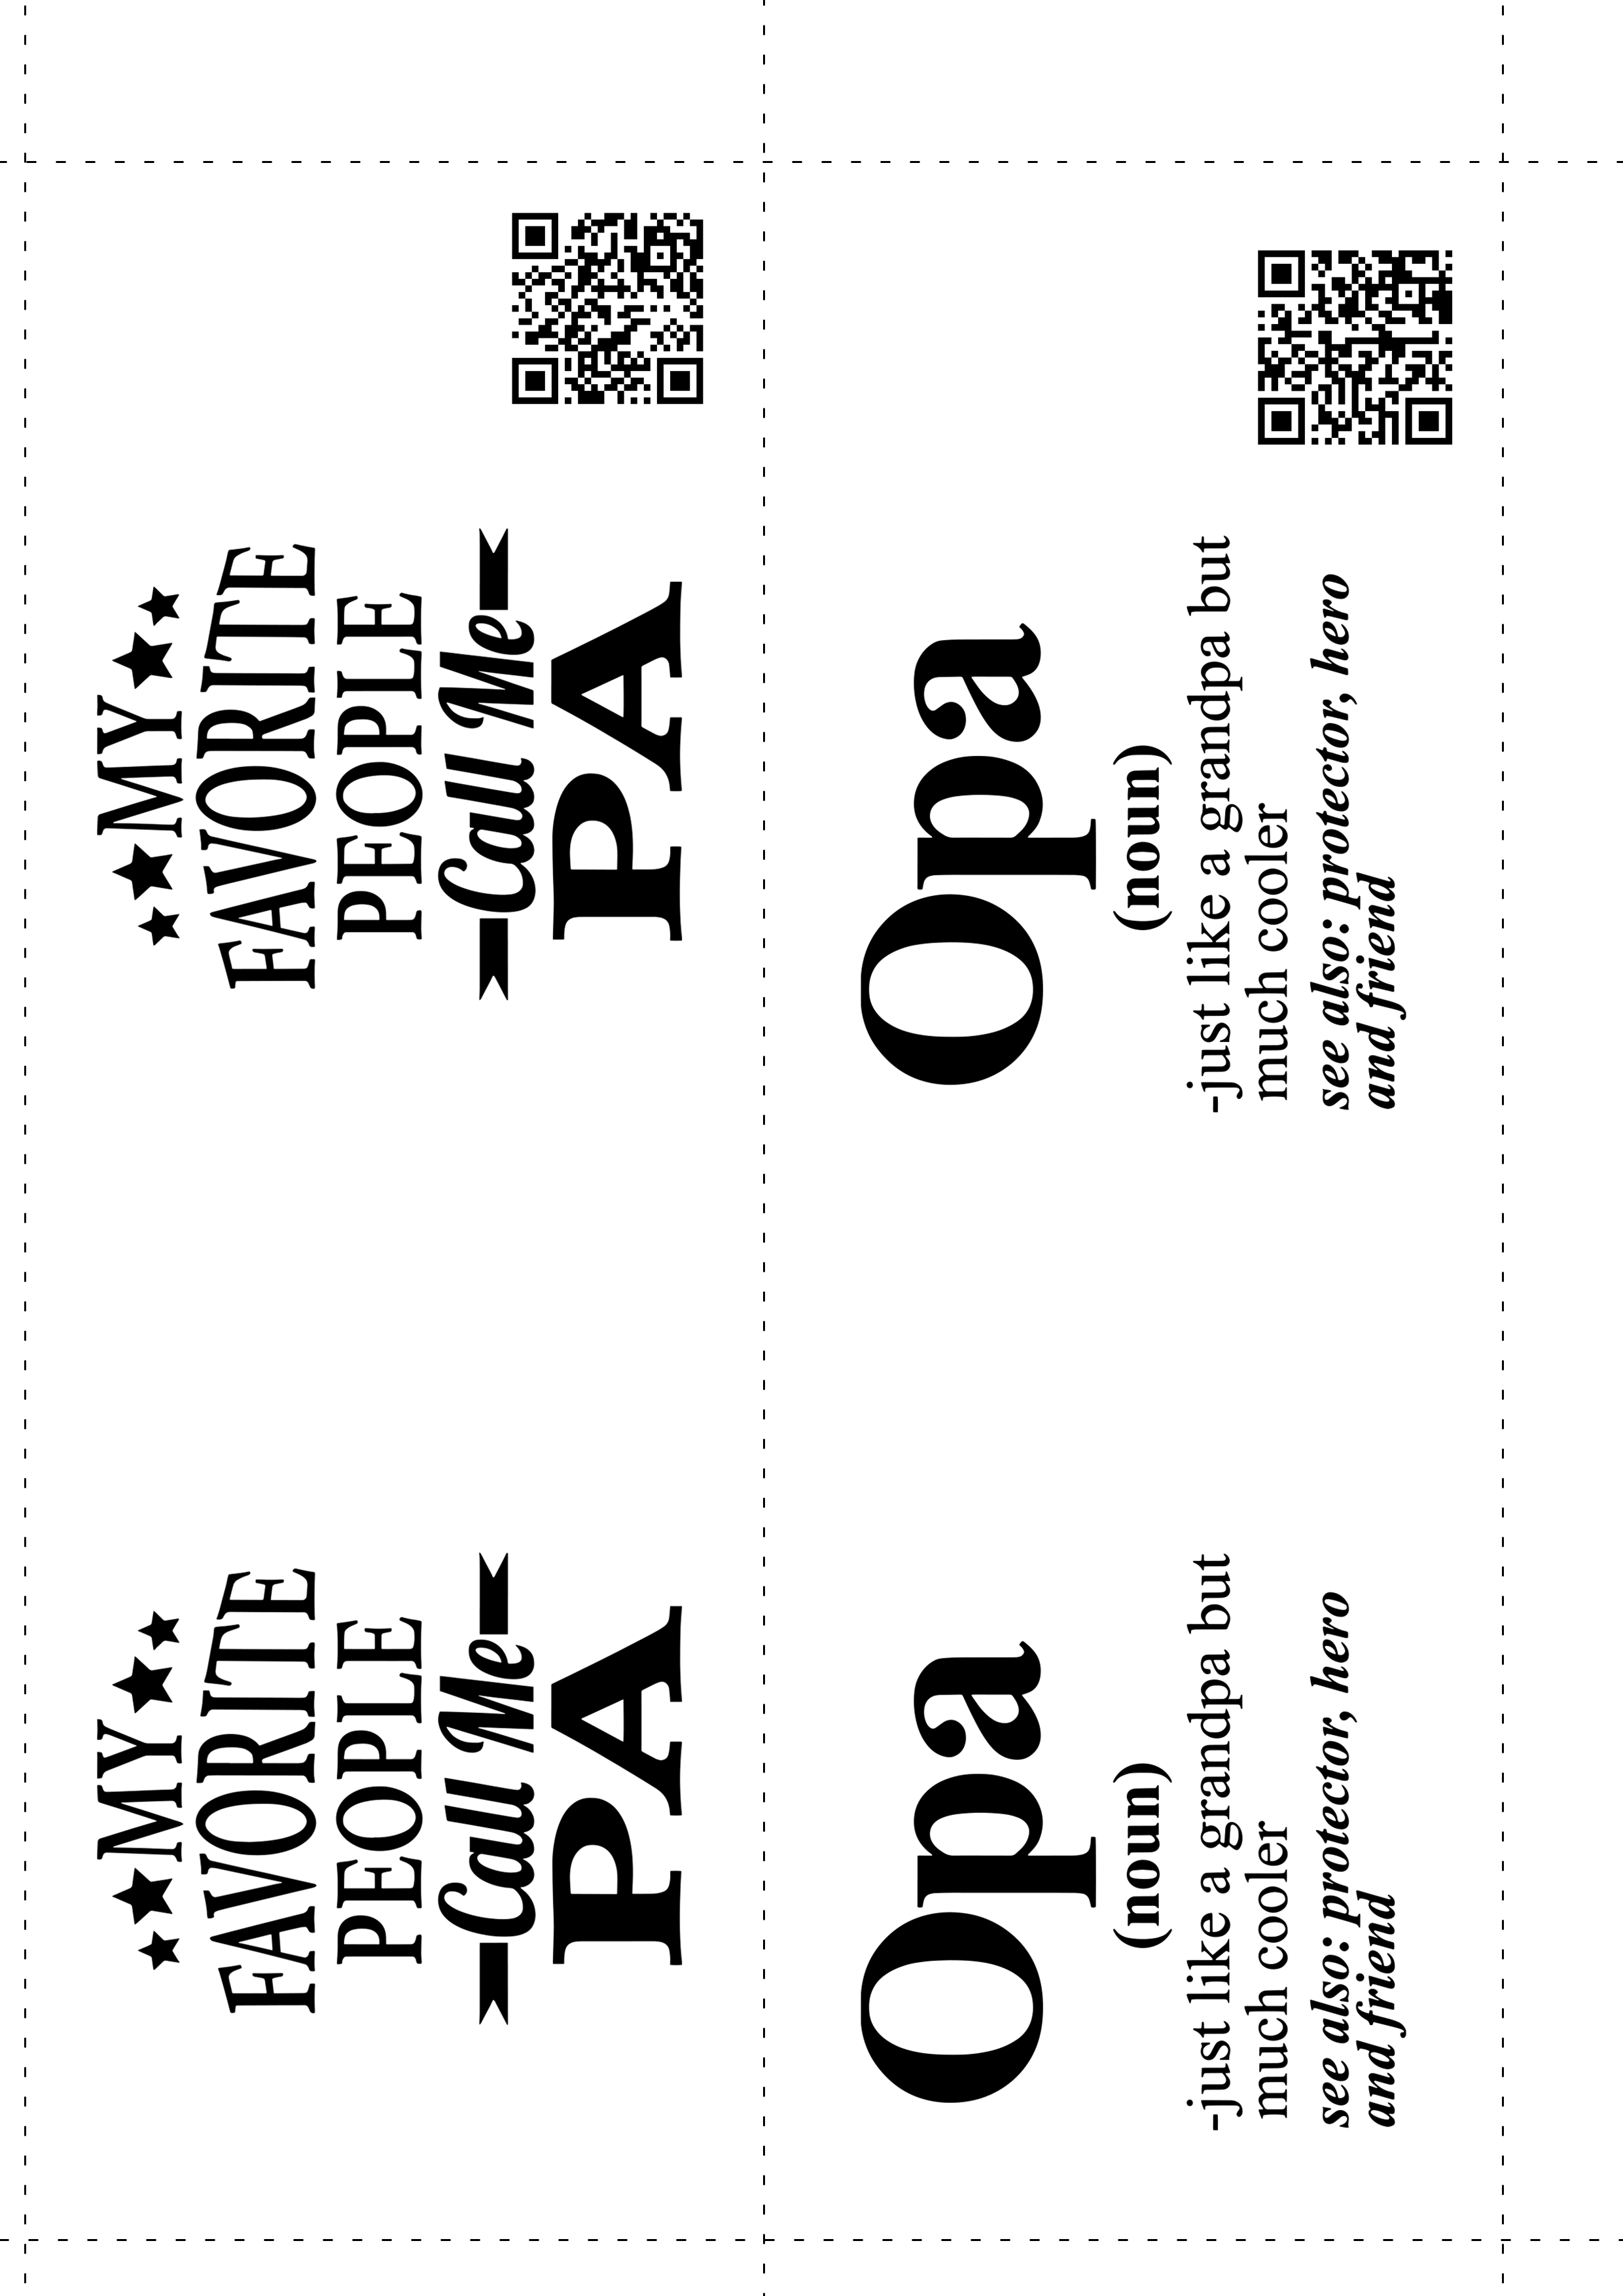 MY
FAVORITE
PEOPLE
Call Me
PA
MY
FAVORITE
PEOPLE
Call Me
PA
Opa
(noun)
-just like a grandpa but
much cooler
see also: protector, hero
and friend
Opa
(noun)
-just like a grandpa but
much cooler
see also: protector, hero
and friend